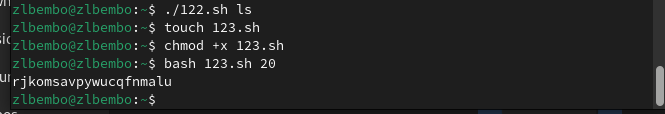 zlbembo@zlbembo:~$ ./122.sh ls
zlbembo@zlbembo:~$ touch 123.sh
zlbembo@zlbembo:~$ chmod +x 123.sh
zlbembo@zlbembo:~$ bash 123.sh 20
rjkomsavpywucqfnmalu
zlbembo@zlbembo:~$